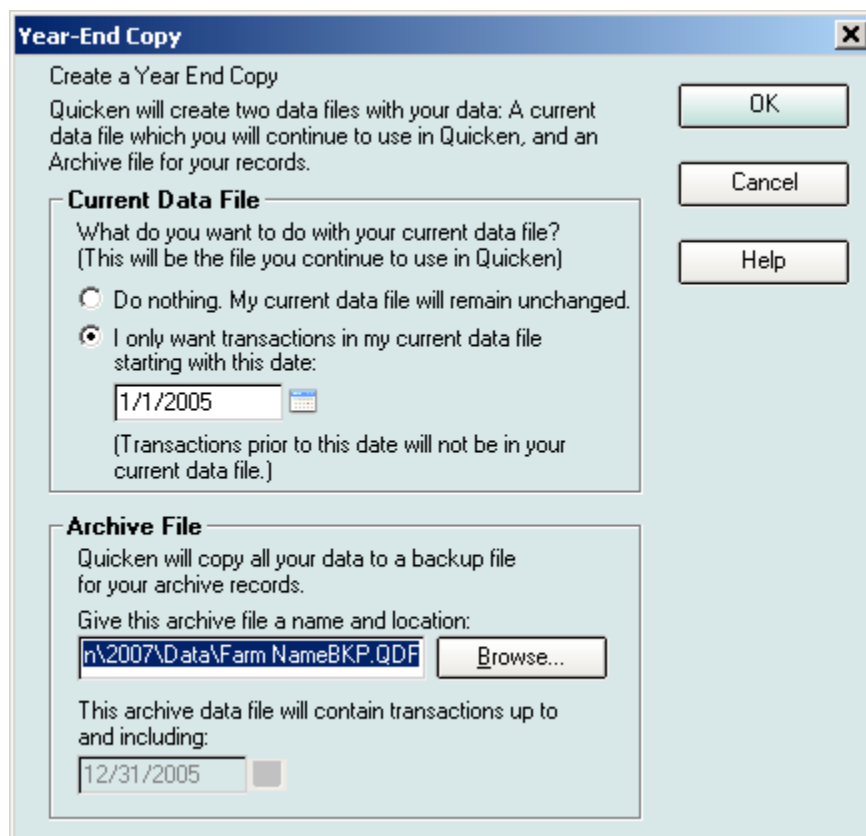 Year-End Copy
Create a Year End Copy
Quicken will create two data files with your data: A current
data file which you will continue to use in Quicken, and an
Archive file for your records.
OK
Cancel
Help
Current Data File
What do you want to do with your current data file?
(This will be the file you continue to use in Quicken)
Do nothing. My current data file will remain unchanged.
I only want transactions in my current data file
starting with this date:
1/1/2005
(Transactions prior to this date will not be in your
current data file.)
Archive File
Quicken will copy all your data to a backup file
for your archive records.
Give this archive file a name and location:
n\2007\Data\Farm NameBKP.QDF
Browse...
This archive data file will contain transactions up to
and including:
12/31/2005